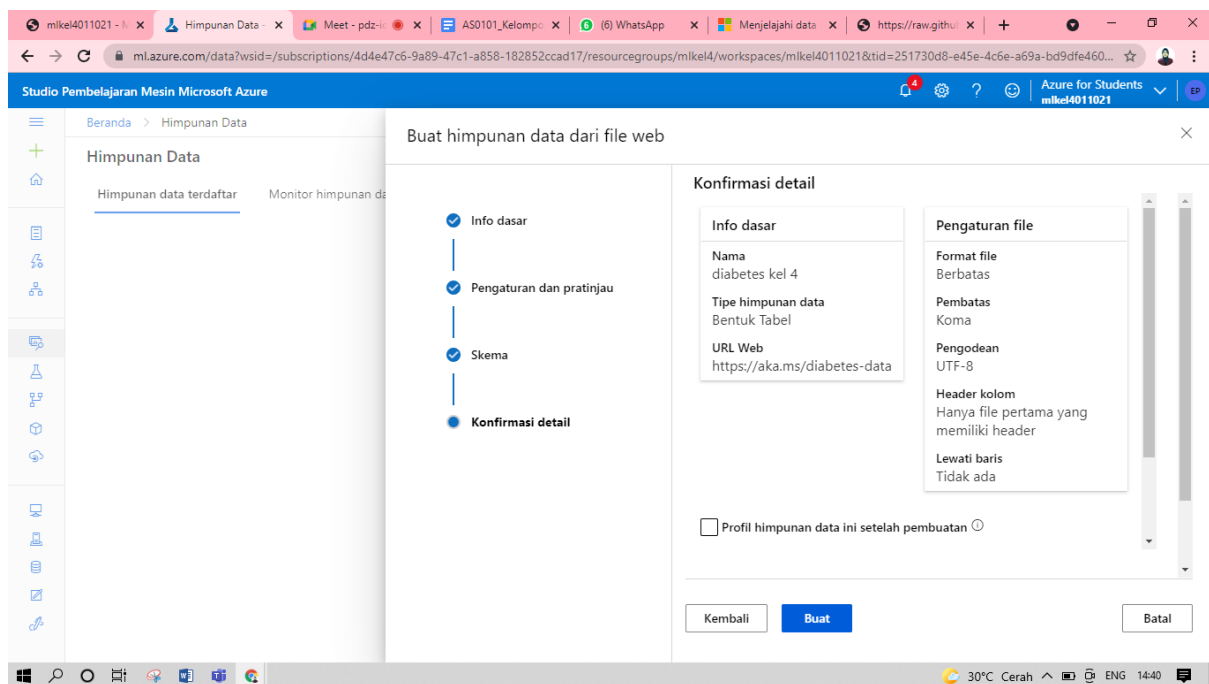 mlkel4011021 - M
Himpunan Data -
Meet - pdz-ic
AS0101_Kelompo
(6) WhatsApp
Menjelajahi data
https://raw.githu
ml.azure.com/data?wsid=/subscriptions/4d4e47c6-9a89-47c1-a858-182852ccad17/resourcegroups/mlkel4/workspaces/mlkel4011021&tid=251730d8-e45e-4c6e-a69a-bd9dfe460...
Studio Pembelajaran Mesin Microsoft Azure
4
Azure for Students
mlkel4011021
EP
Beranda > Himpunan Data
Himpunan Data
Himpunan data terdaftar
Monitor himpunan da
Buat himpunan data dari file web
Info dasar
Pengaturan dan pratinjau
Skema
Konfirmasi detail
Konfirmasi detail
Info dasar
Nama
diabetes kel 4
Tipe himpunan data
Bentuk Tabel
URL Web
https://aka.ms/diabetes-data
Pengaturan file
Format file
Berbatas
Pembatas
Koma
Pengodean
UTF-8
Header kolom
Hanya file pertama yang
memiliki header
Lewati baris
Tidak ada
Profil himpunan data ini setelah pembuatan
Kembali
Buat
Batal
30°C Cerah
ENG
14:40